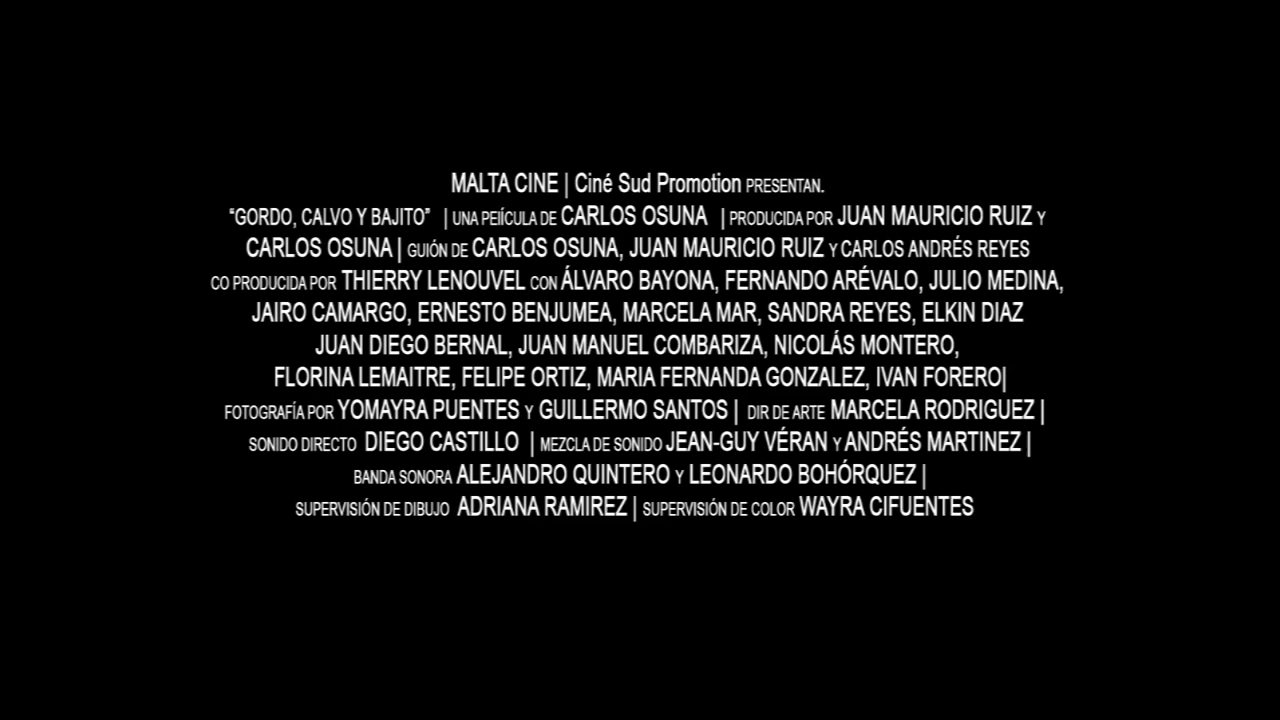 MALTA CINE | Ciné Sud Promotion PRESENTAN.
“GORDO, CALVO Y BAJITO” | UNA PEIÍCULA DE CARLOS OSUNA | PRODUCIDA POR JUAN MAURICIO RUIZ Y
CARLOS OSUNA | GUIÓN DE CARLOS OSUNA, JUAN MAURICIO RUIZ Y CARLOS ANDRÉS REYES
CO PRODUCIDA POR THIERRY LENOUVEL CON ÁLVARO BAYONA, FERNANDO ARÉVALO, JULIO MEDINA,
JAIRO CAMARGO, ERNESTO BENJUMEA, MARCELA MAR, SANDRA REYES, ELKIN DIAZ
JUAN DIEGO BERNAL, JUAN MANUEL COMBARIZA, NICOLÁS MONTERO,
FLORINA LEMAITRE, FELIPE ORTIZ, MARIA FERNANDA GONZALEZ, IVAN FORERO|
FOTOGRAFÍA POR YOMAYRA PUENTES Y GUILLERMO SANTOS | DIR DE ARTE MARCELA RODRIGUEZ |
SONIDO DIRECTO DIEGO CASTILLO | MEZCLA DE SONIDO JEAN-GUY VÉRAN Y ANDRÉS MARTINEZ |
BANDA SONORA ALEJANDRO QUINTERO Y LEONARDO BOHÓRQUEZ |
SUPERVISIÓN DE DIBUJO ADRIANA RAMIREZ | SUPERVISIÓN DE COLOR WAYRA CIFUENTES